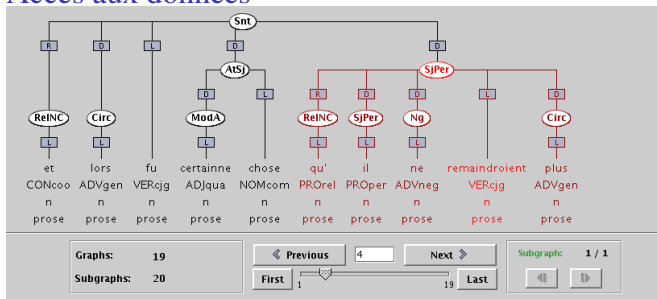 Accès aux données
Snt
R D L D D
AtSj SjPer
D L R D D L D
RelNC Circ ModA RelNC SjPer Ng Circ
L L L L L L L
et lors fu certainne chose qu' il ne remaindroient plus
CONcoo ADVgen VERcjg ADJqua NOMcom PROrel PROper ADVneg VERcjg ADVgen
n n n n n n n n n n
prose prose prose prose prose prose prose prose prose prose
Graphs: 19
Subgraphs: 20
Previous 4 Next
First 1 19 Last
Subgraph: 1 / 1